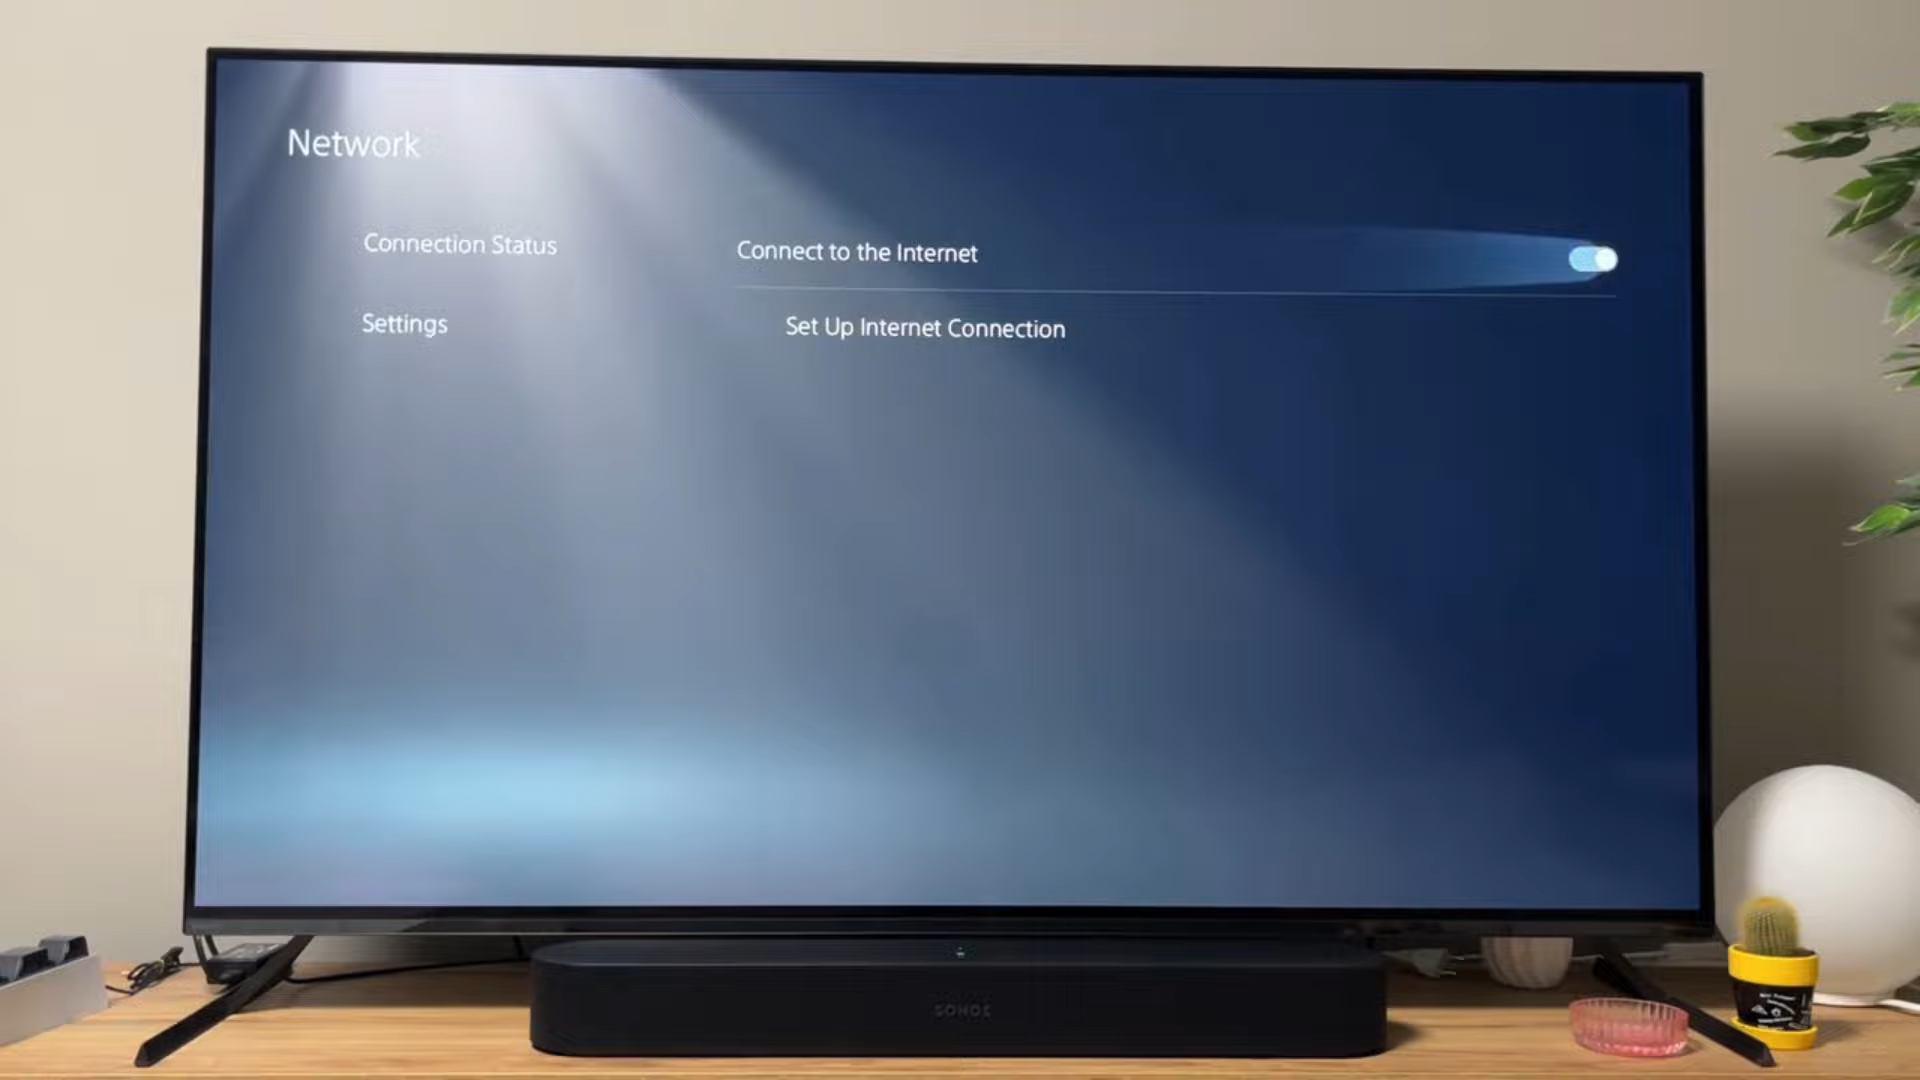 Network
Connection Status
Connect to the Internet
Settings
Set Up Internet Connection
SONOS